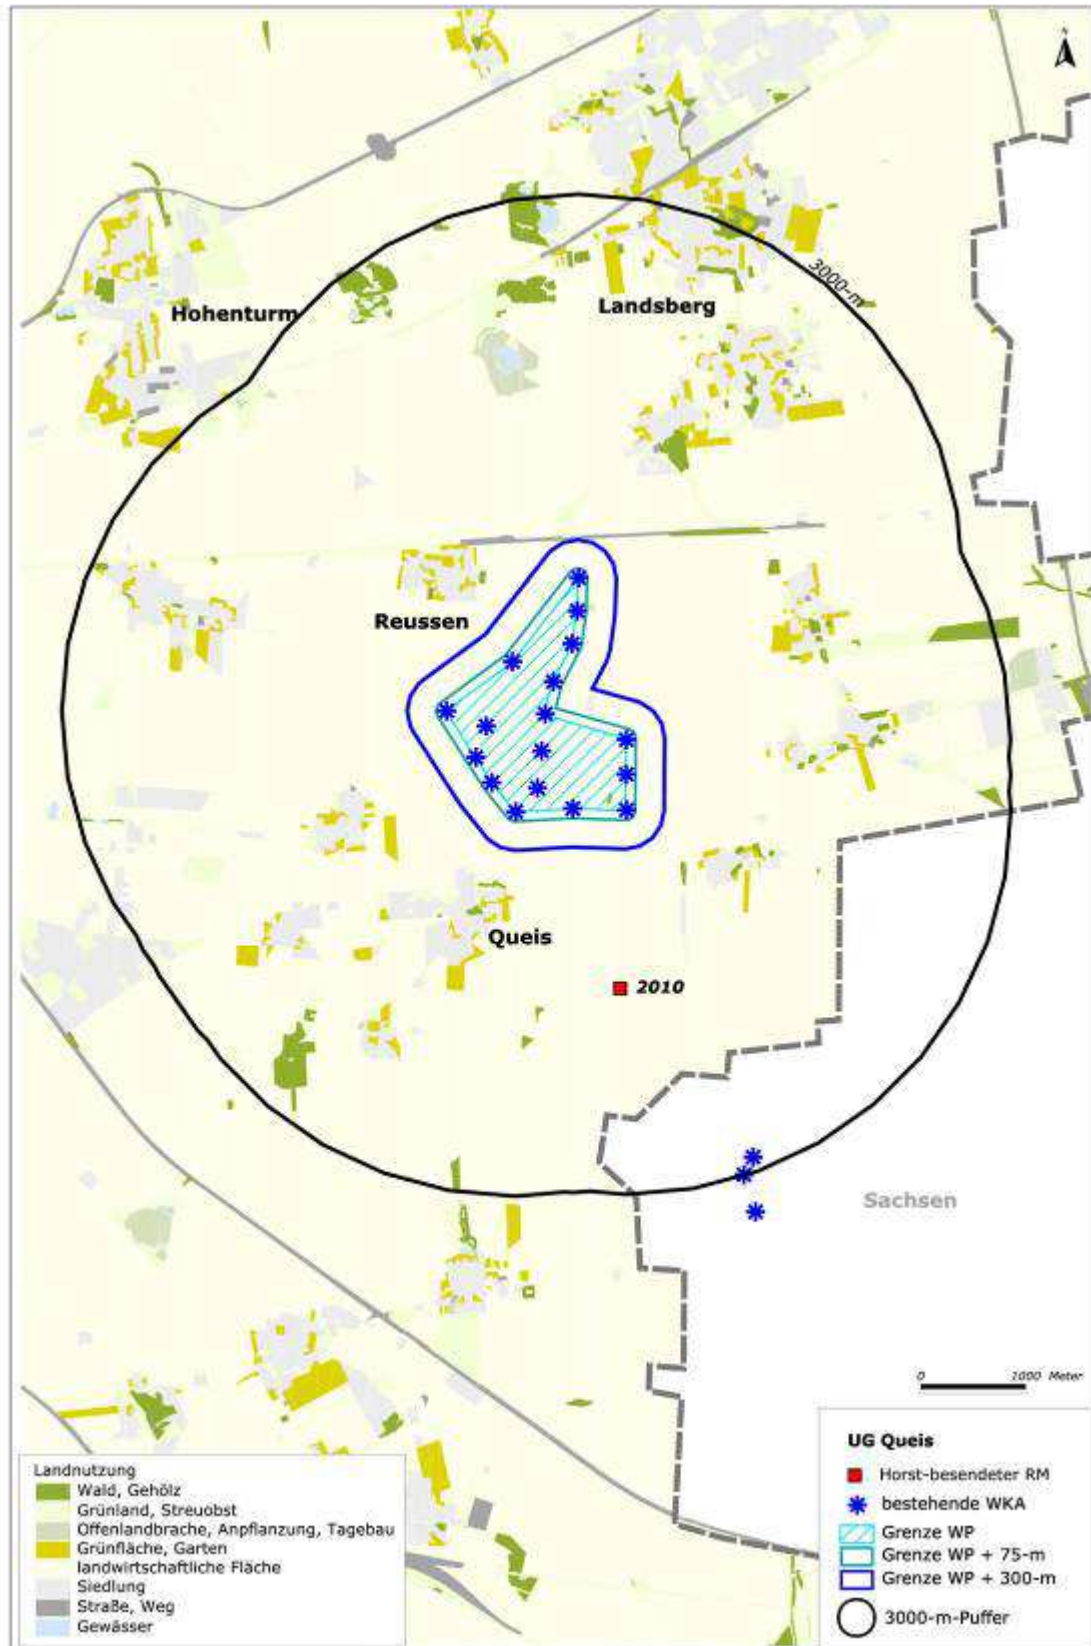 N
3000-m
Hohenturm
Landsberg
Reussen
Queis
2010
Sachsen
0 1000 Meter
Landnutzung
Wald, Gehölz
Grünland, Streuobst
Offenlandbrache, Anpflanzung, Tagebau
Grünfläche, Garten
landwirtschaftliche Fläche
Siedlung
Straße, Weg
Gewässer
UG Queis
Horst-besendeter RM
bestehende WKA
Grenze WP
Grenze WP + 75-m
Grenze WP + 300-m
3000-m-Puffer